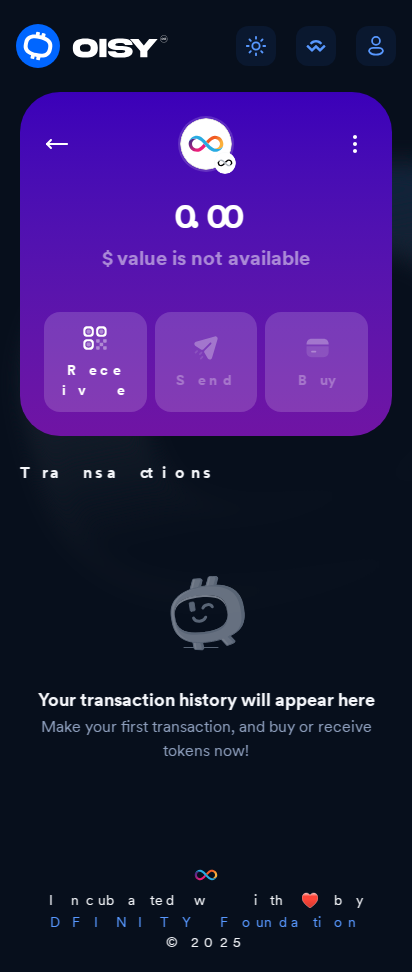 OISY
0.00
$ value is not available
Receive
Send
Buy
Transactions
Your transaction history will appear here
Make your first transaction, and buy or receive
tokens now!
Incubated with ❤️ by
DFINITY Foundation
© 2025